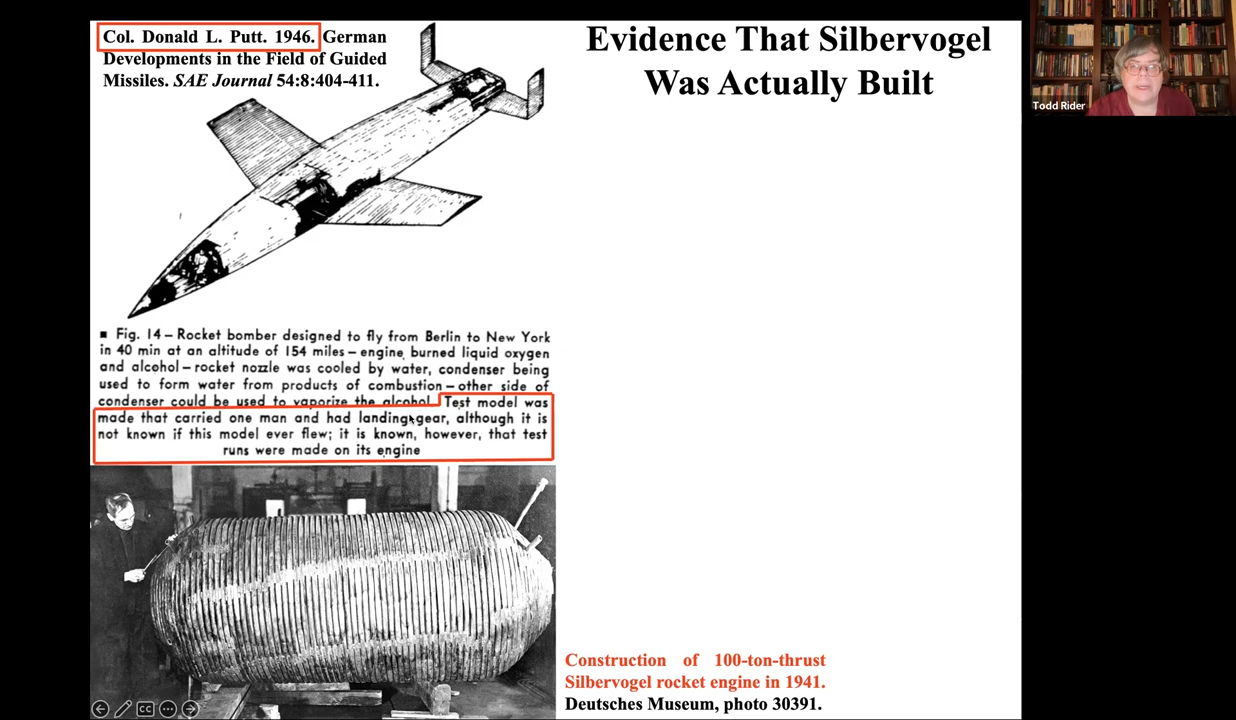 Col. Donald L. Putt. 1946. German
Developments in the Field of Guided
Missiles. SAE Journal 54:8:404-411.
Evidence That Silbervogel
Was Actually Built
Todd Rider
■ Fig. 14—Rocket bomber designed to fly from Berlin to New York
in 40 min at an altitude of 154 miles—engine burned liquid oxygen
and alcohol—rocket nozzle was cooled by water, condenser being
used to form water from products of combustion—other side of
condenser could be used to vaporize the alcohol. Test model was
made that carried one man and had landing gear, although it is
not known if this model ever flew; it is known, however, that test
runs were made on its engine
Construction of 100-ton-thrust
Silbervogel rocket engine in 1941.
Deutsches Museum, photo 30391.
CC